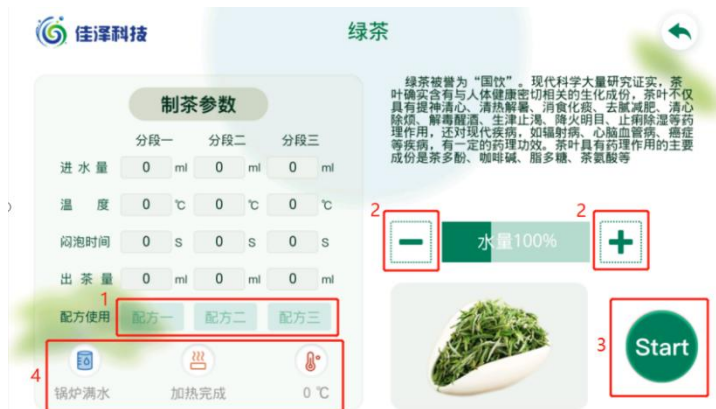 佳泽科技
绿茶
制茶参数
分段一 分段二 分段三
进水量 0 ml 0 ml 0 ml
温度 0 ℃ 0 ℃ 0 ℃
闷泡时间 0 S 0 S 0 S
出茶量 0 ml 0 ml 0 ml
1
配方使用 配方一 配方二 配方三
4
锅炉满水 加热完成 0 ℃
绿茶被誉为“国饮”。现代科学大量研究证实，茶
叶确实含有与人体健康密切相关的生化成份，茶叶不仅
具有提神清心、清热解暑、消食化痰、去腻减肥、清心
除烦、解毒醒酒、生津止渴、降火明目、止痢除湿等药
理作用，还对现代疾病，如辐射病、心脑血管病、癌症
等疾病，有一定的药理功效。茶叶具有药理作用的主要
成份是茶多酚、咖啡碱、脂多糖、茶氨酸等
2 2
水量100%
3
Start